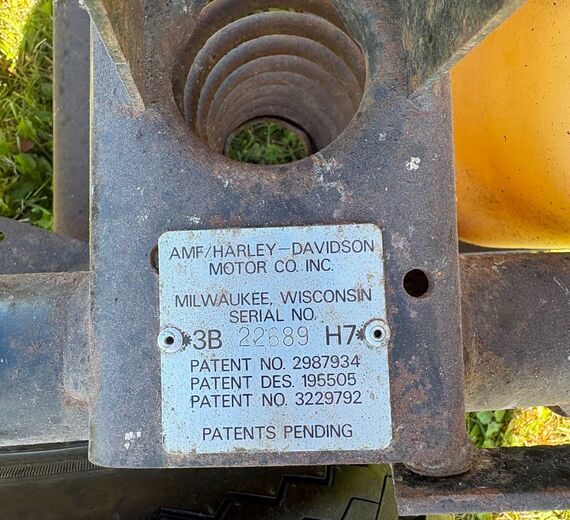 AMF/HARLEY-DAVIDSON
MOTOR CO. INC.
MILWAUKEE, WISCONSIN
SERIAL NO.
*3B 22689 H7*
PATENT NO. 2987934
PATENT DES. 195505
PATENT NO. 3229792
PATENTS PENDING